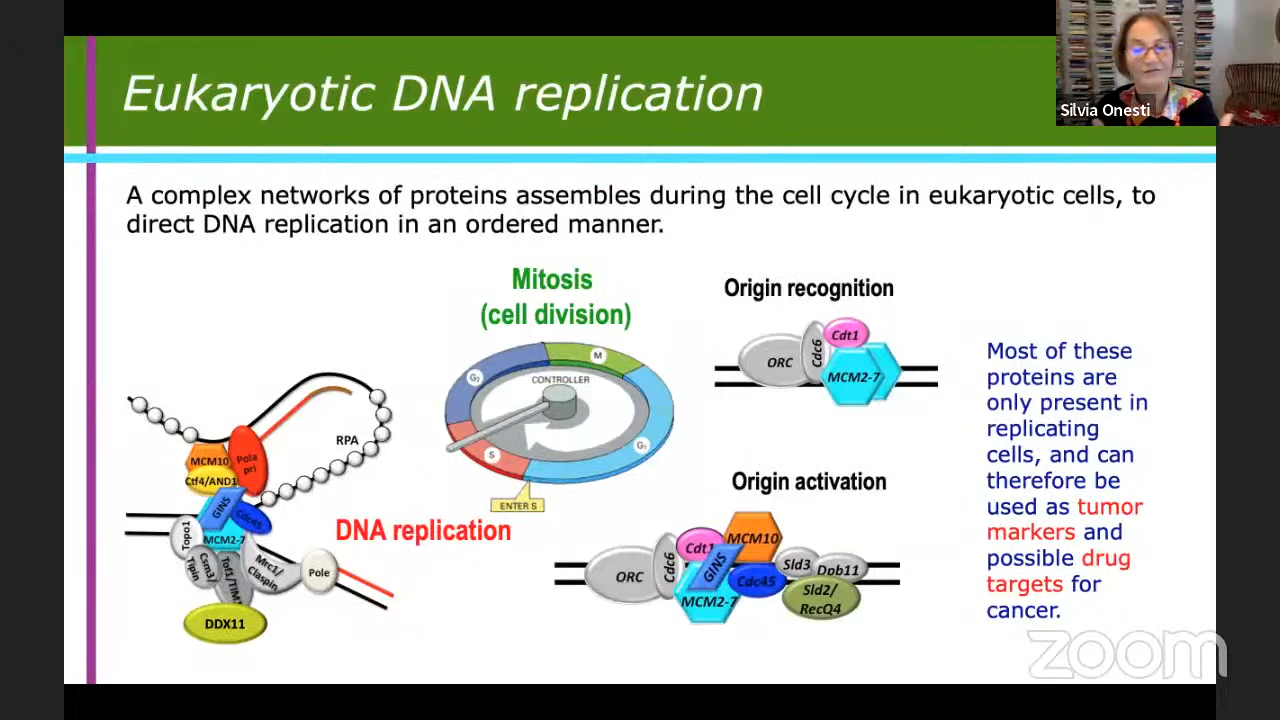 Eukaryotic DNA replication
Silvia Onesti
A complex networks of proteins assembles during the cell cycle in eukaryotic cells, to
direct DNA replication in an ordered manner.
Mitosis
(cell division)
M
G₂
CONTROLLER
G₁
S
ENTER S
Origin recognition
ORC
Cdc6
Cdt1
MCM2-7
RPA
MCM10
Pola
pri
Ctf4/AND1
GINS
Cdc45
Topo1
MCM2-7
Csm3/
Tipin
Tof1/TIM
Mrc1/
Claspin
Pole
DDX11
DNA replication
Origin activation
ORC
Cdc6
Cdt1
MCM10
GINS
MCM2-7
Cdc45
Sld3
Dpb11
Sld2/
RecQ4
Most of these
proteins are
only present in
replicating
cells, and can
therefore be
used as tumor
markers and
possible drug
targets for
cancer.
zoom